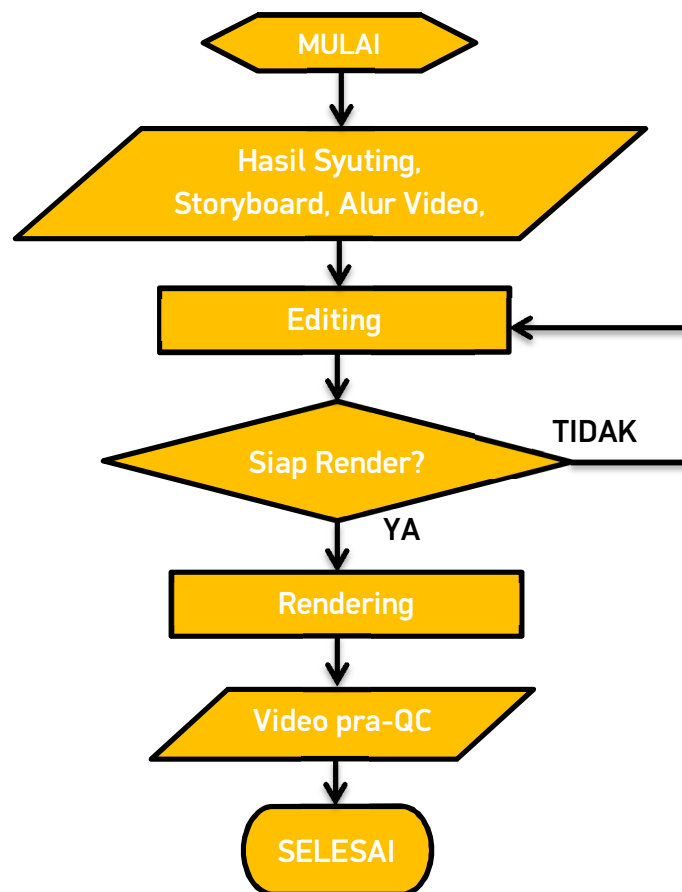 MULAI
Hasil Syuting,
Storyboard, Alur Video,
Editing
Siap Render?
TIDAK
YA
Rendering
Video pra-QC
SELESAI